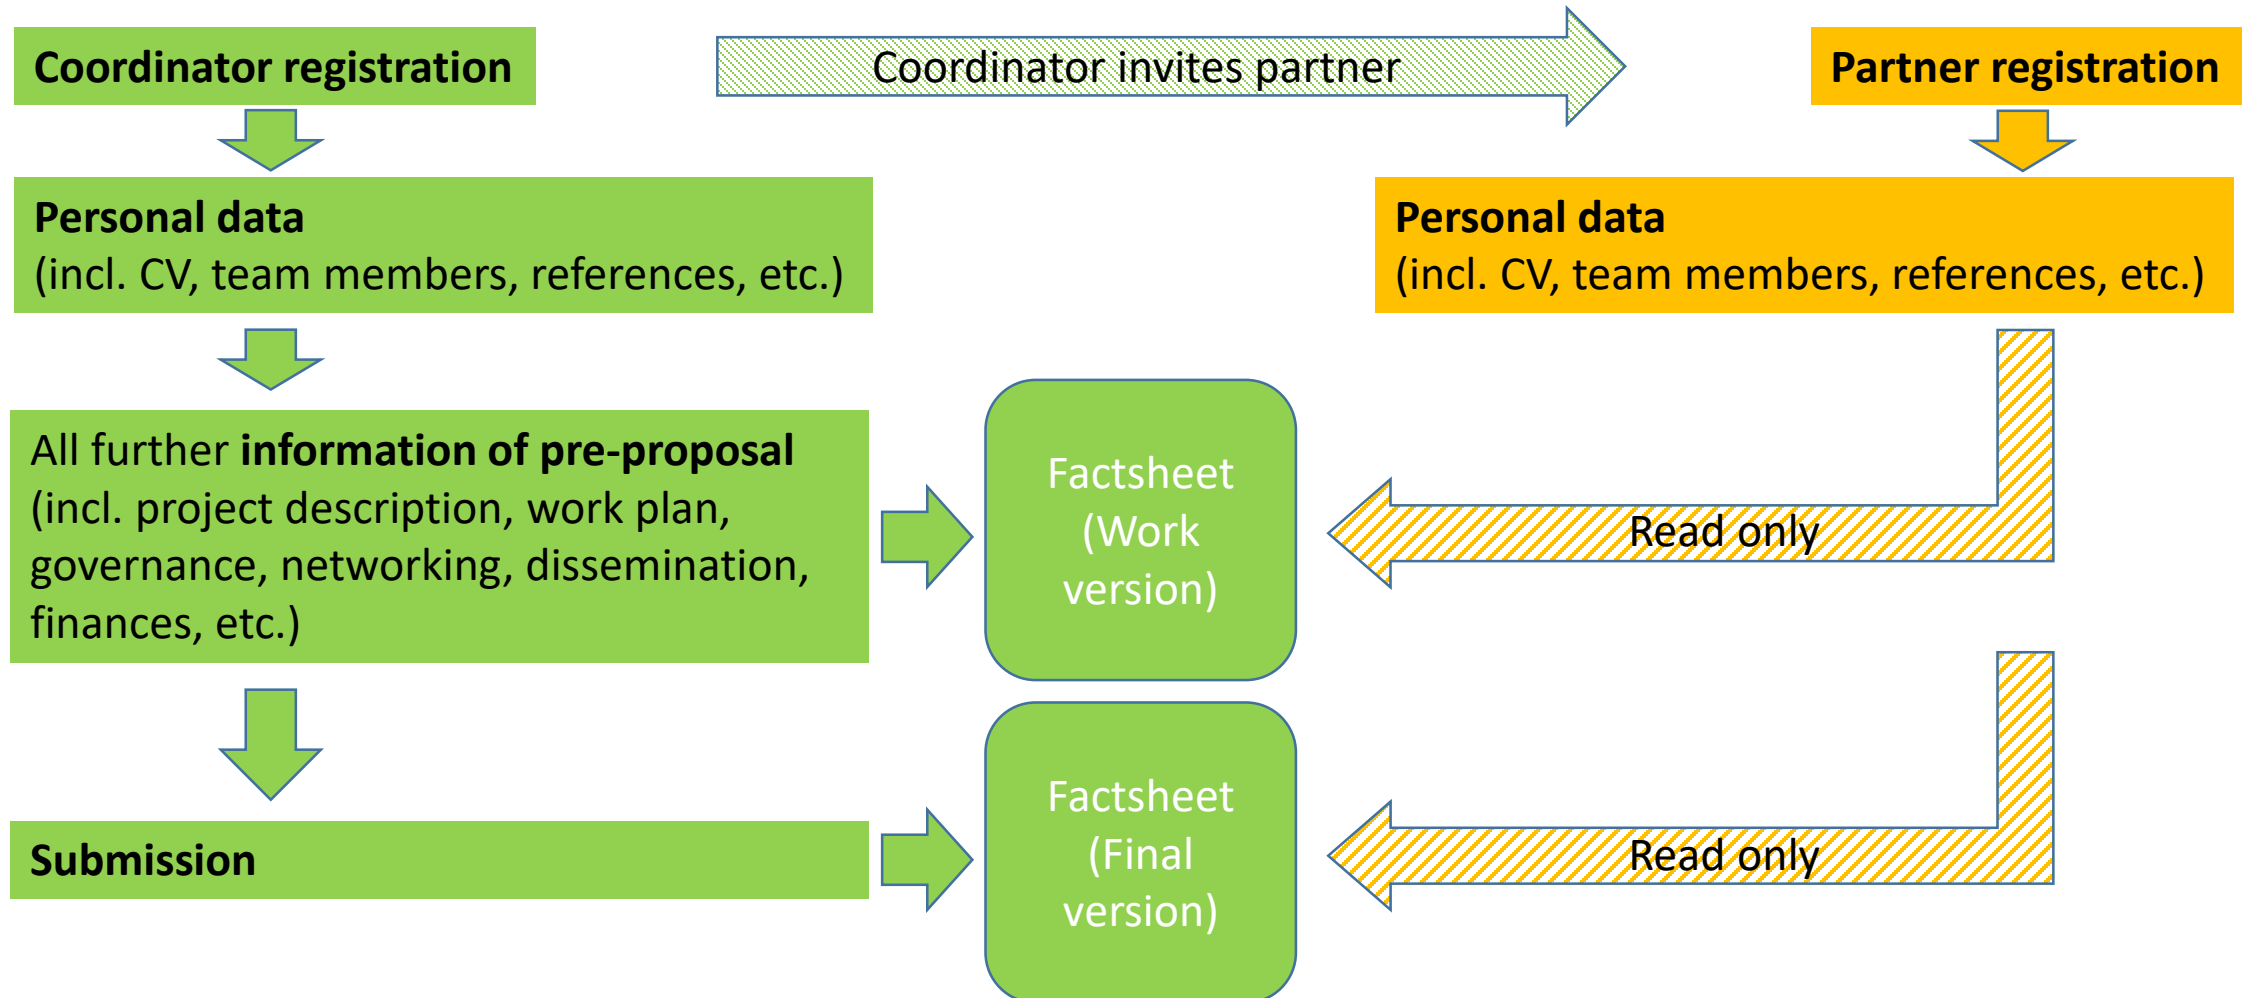 Coordinator registration
Coordinator invites partner
Partner registration
Personal data
(incl. CV, team members, references, etc.)
Personal data
(incl. CV, team members, references, etc.)
All further information of pre-proposal
(incl. project description, work plan,
governance, networking, dissemination,
finances, etc.)
Factsheet
(Work
version)
Read only
Submission
Factsheet
(Final
version)
Read only